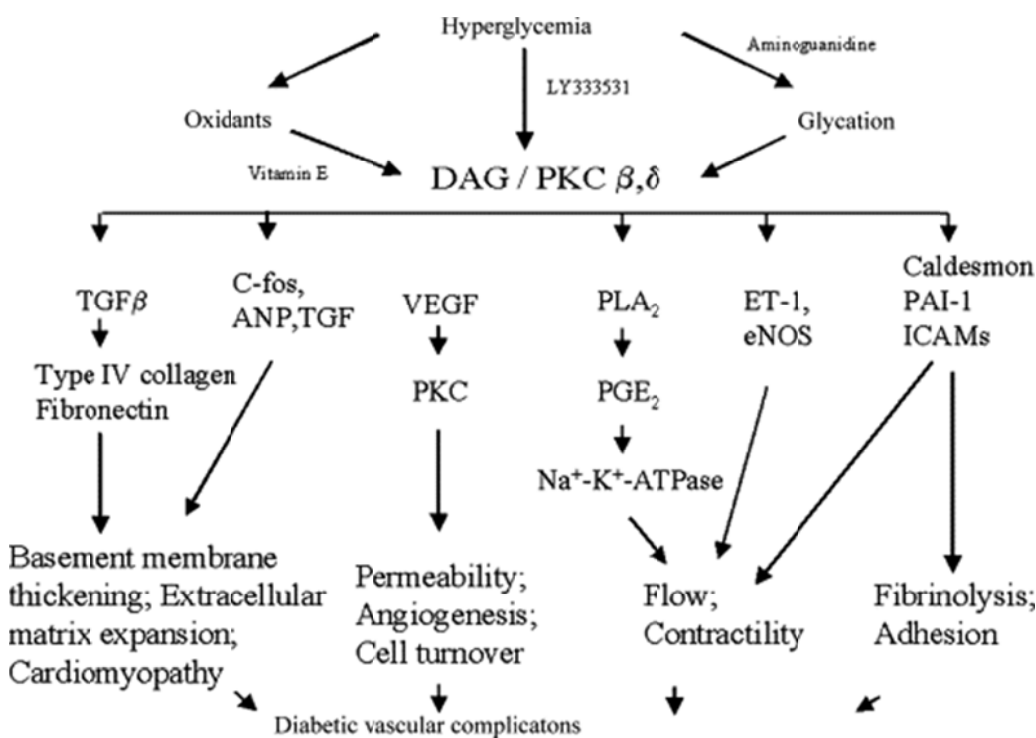 Hyperglycemia
Aminoguanidine
LY333531
Oxidants
Glycation
Vitamin E
DAG / PKC β,δ
TGFβ
C-fos,
ANP,TGF
VEGF
PLA₂
ET-1,
eNOS
Caldesmon
PAI-1
ICAMs
Type IV collagen
Fibronectin
PKC
PGE₂
Na⁺-K⁺-ATPase
Basement membrane
thickening; Extracellular
matrix expansion;
Cardiomyopathy
Permeability;
Angiogenesis;
Cell turnover
Flow;
Contractility
Fibrinolysis;
Adhesion
Diabetic vascular complicatons